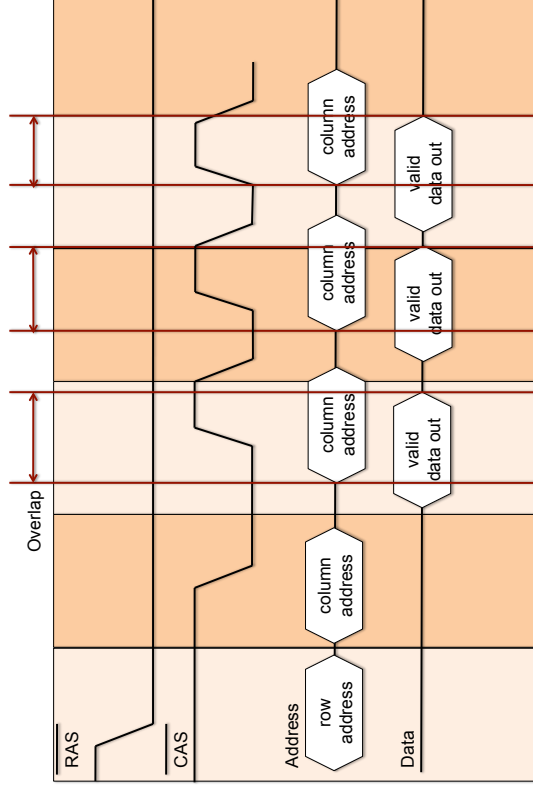 Overlap
RAS
CAS
Address
row
address
column
address
column
address
column
address
column
address
Data
valid
data out
valid
data out
valid
data out